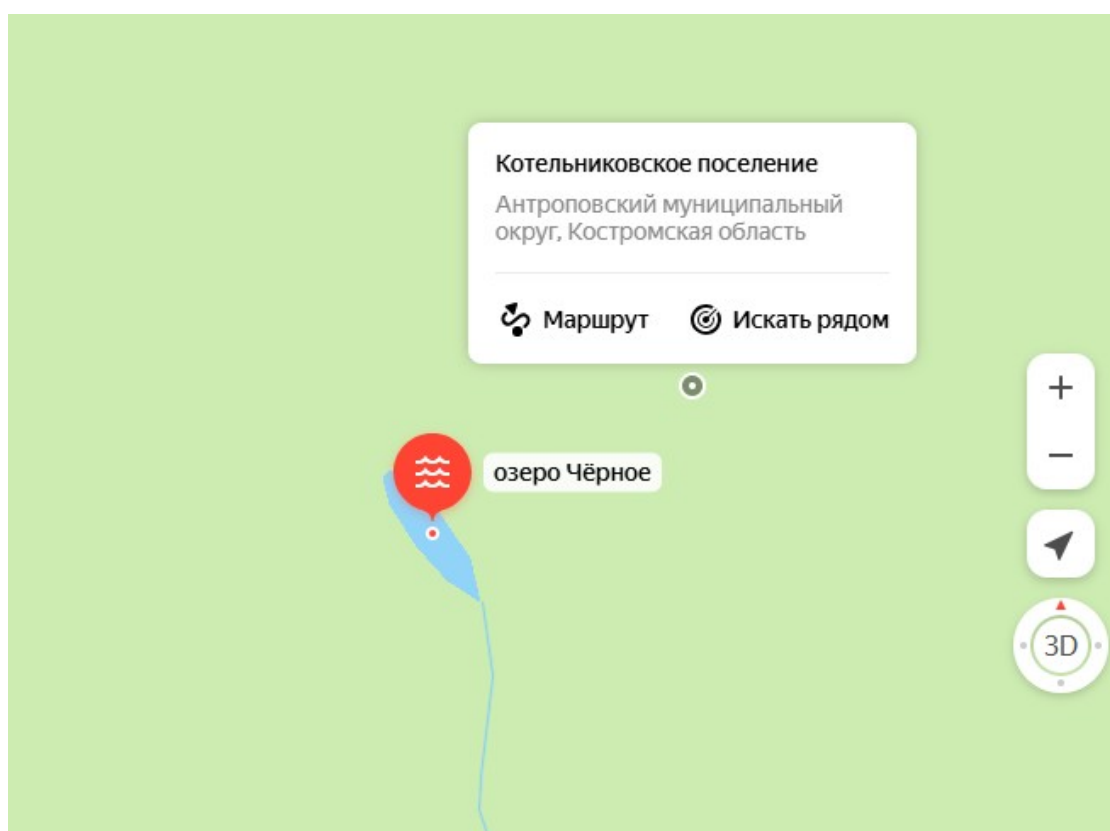 Котельниковское поселение
Антроповский муниципальный
округ, Костромская область
Маршрут Искать рядом
+
озеро Чёрное
−
3D